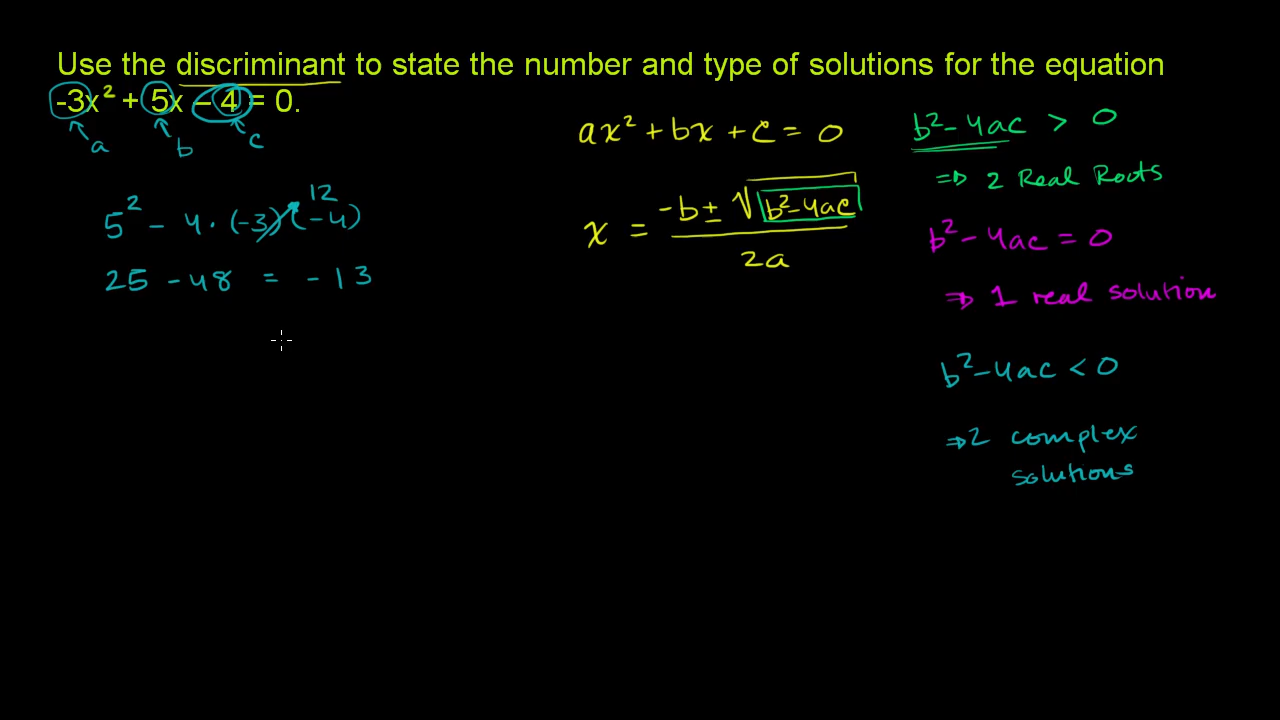 Use the discriminant to state the number and type of solutions for the equation
-3x² + 5x – 4 = 0.
a b c
5² - 4 · (-3) (-4) 12
25 - 48 = -13
ax² + bx + c = 0
x = -b ± √b²-4ac
2a
b² - 4ac > 0
⇒ 2 Real Roots
b² - 4ac = 0
⇒ 1 real solution
b² - 4ac < 0
⇒ 2 complex
solutions